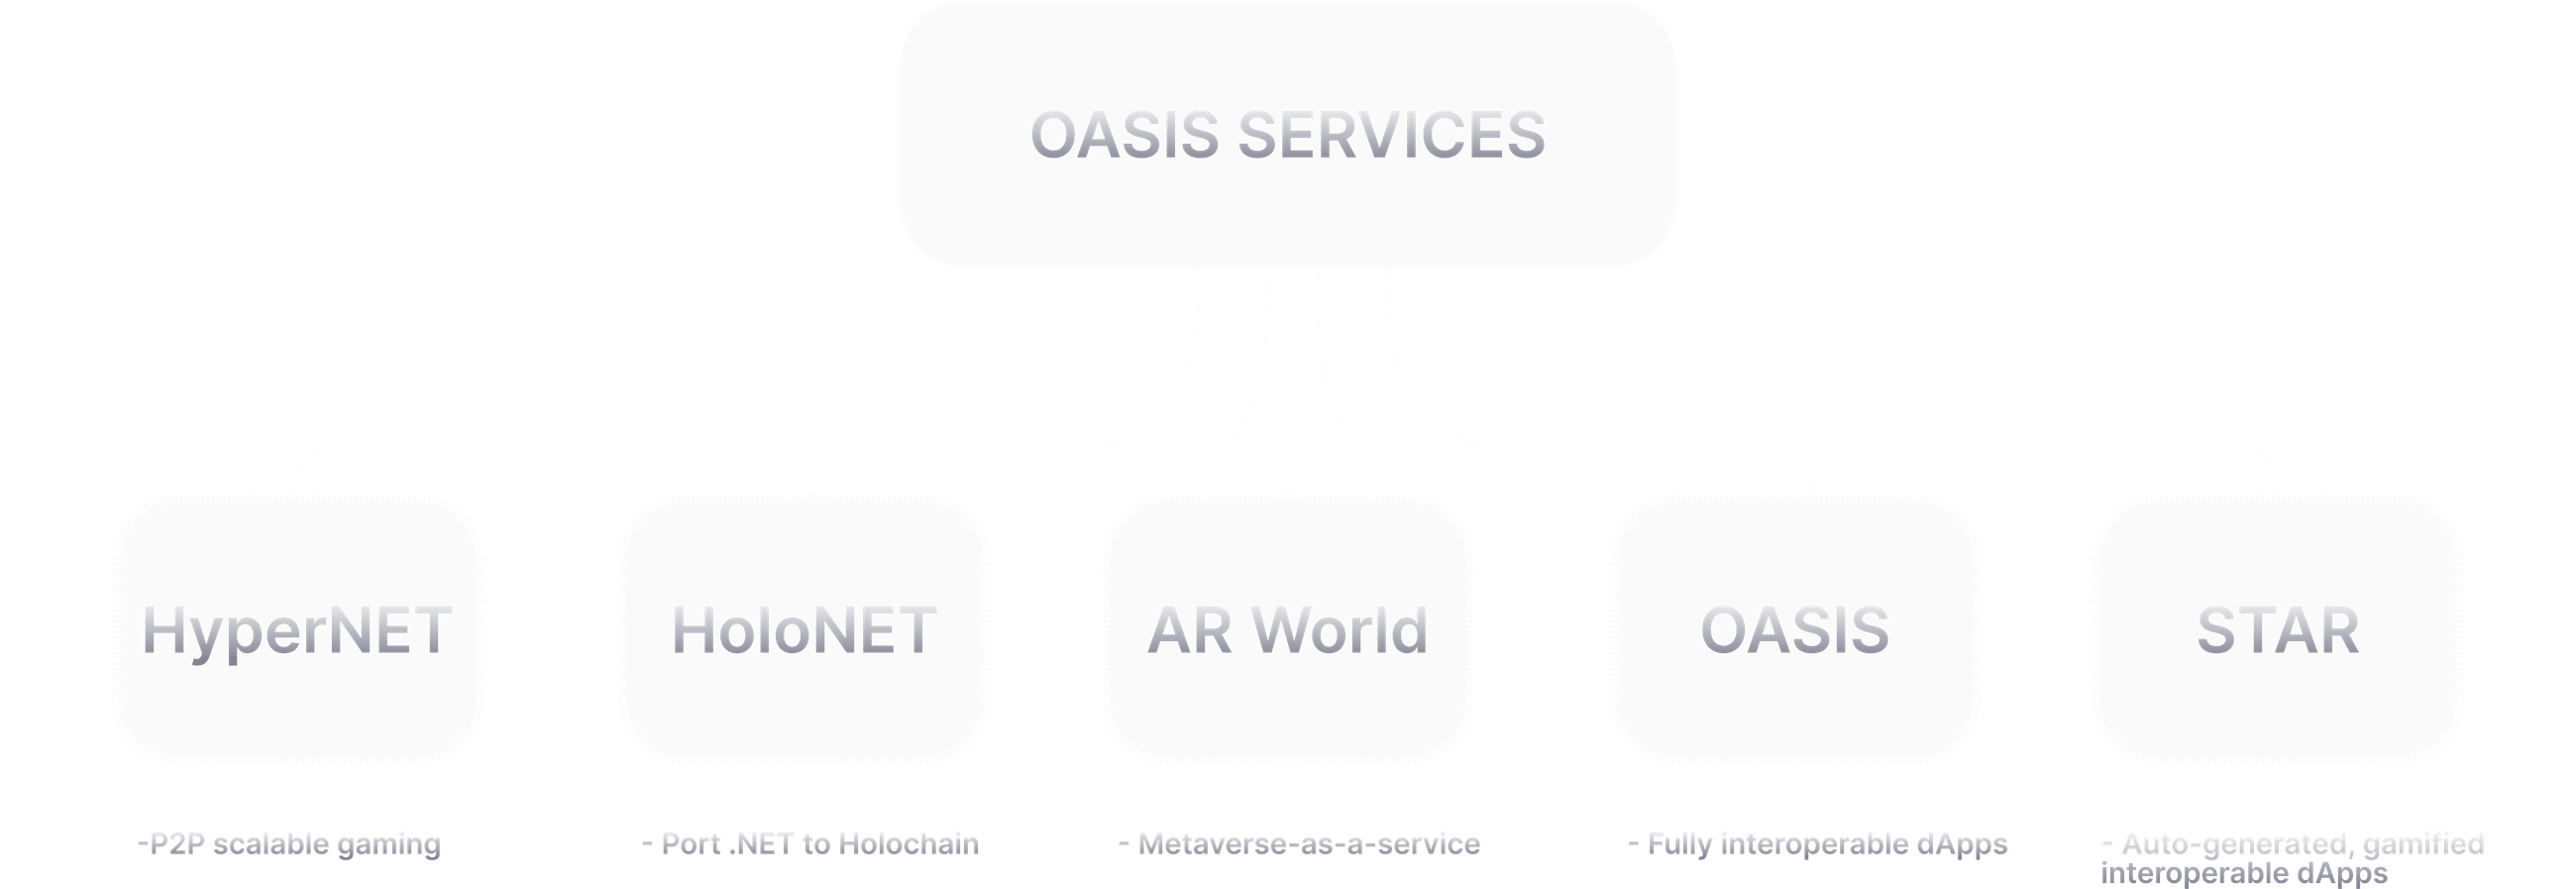 OASIS SERVICES
HyperNET
HoloNET
AR World
OASIS
STAR
-P2P scalable gaming
- Port .NET to Holochain
- Metaverse-as-a-service
- Fully interoperable dApps
- Auto-generated, gamified
interoperable dApps